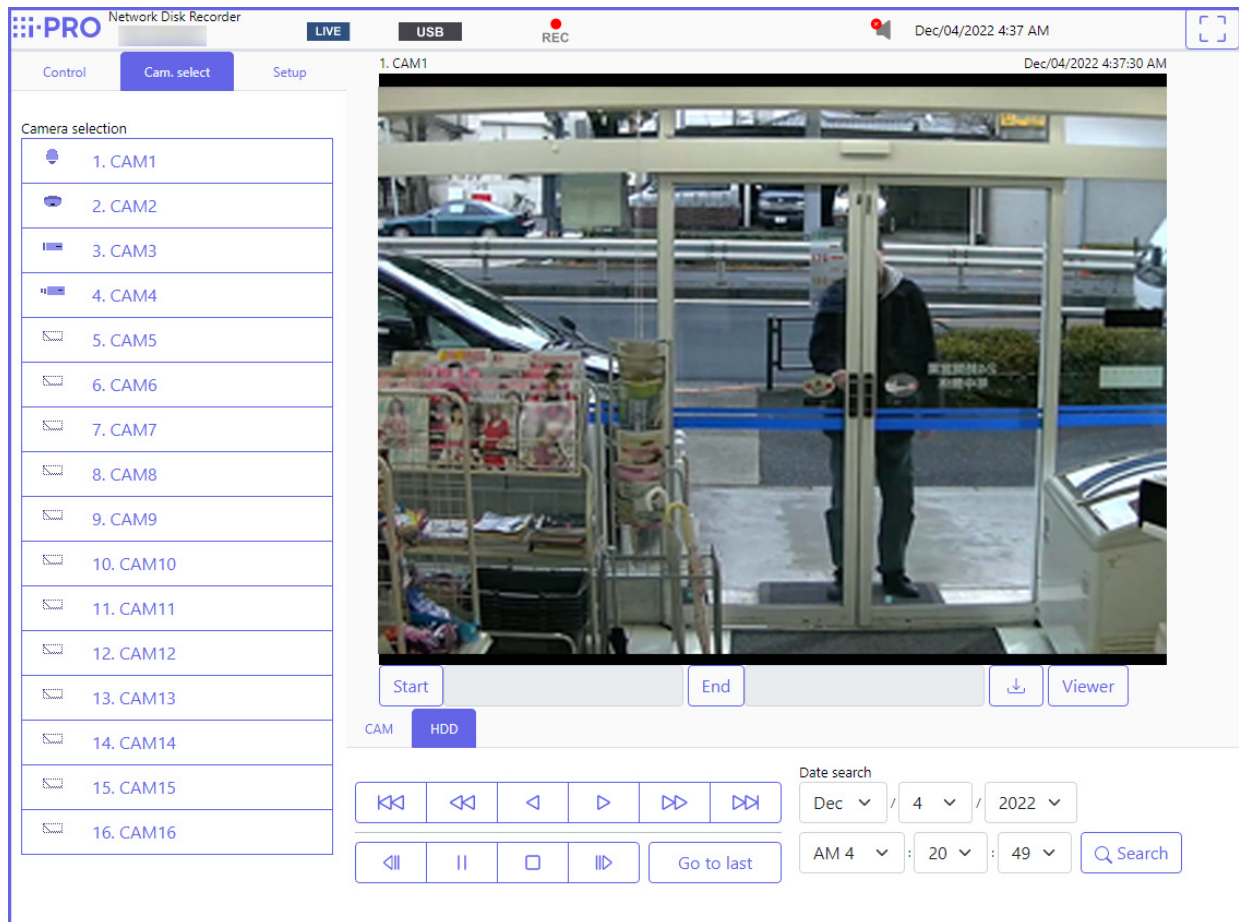 i-PRO Network Disk Recorder
LIVE USB REC Dec/04/2022 4:37 AM
Control Cam. select Setup
1. CAM1 Dec/04/2022 4:37:30 AM
Camera selection
1. CAM1
2. CAM2
3. CAM3
4. CAM4
5. CAM5
6. CAM6
7. CAM7
8. CAM8
9. CAM9
10. CAM10
11. CAM11
12. CAM12
13. CAM13
14. CAM14
15. CAM15
16. CAM16
Start End Viewer
CAM HDD
Date search
Dec / 4 / 2022
AM 4 : 20 : 49 Search
Go to last